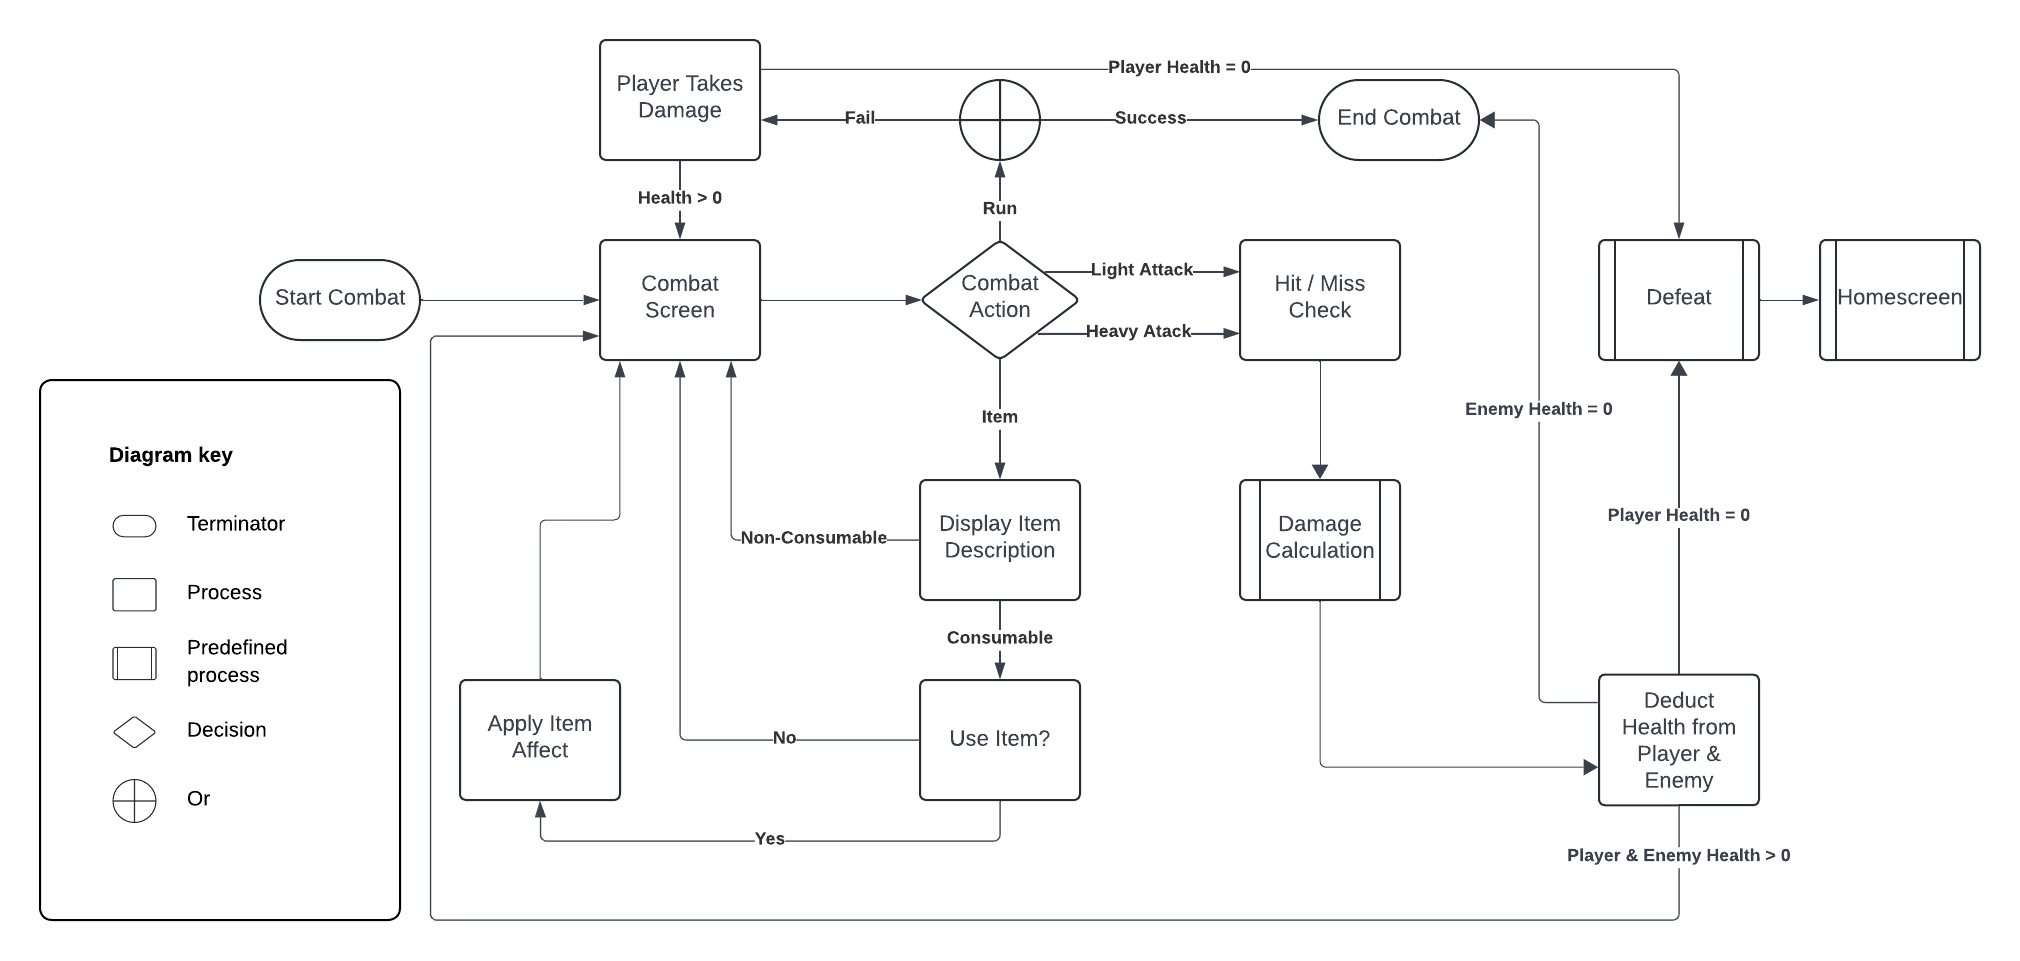 Player Takes
Damage
Player Health = 0
Fail
Success
End Combat
Health > 0
Run
Start Combat
Combat
Screen
Combat
Action
Light Attack
Heavy Atack
Hit / Miss
Check
Defeat
Homescreen
Enemy Health = 0
Item
Diagram key
Terminator
Process
Predefined
process
Decision
Or
Non-Consumable
Display Item
Description
Damage
Calculation
Player Health = 0
Consumable
Apply Item
Affect
No
Use Item?
Deduct
Health from
Player &
Enemy
Yes
Player & Enemy Health > 0